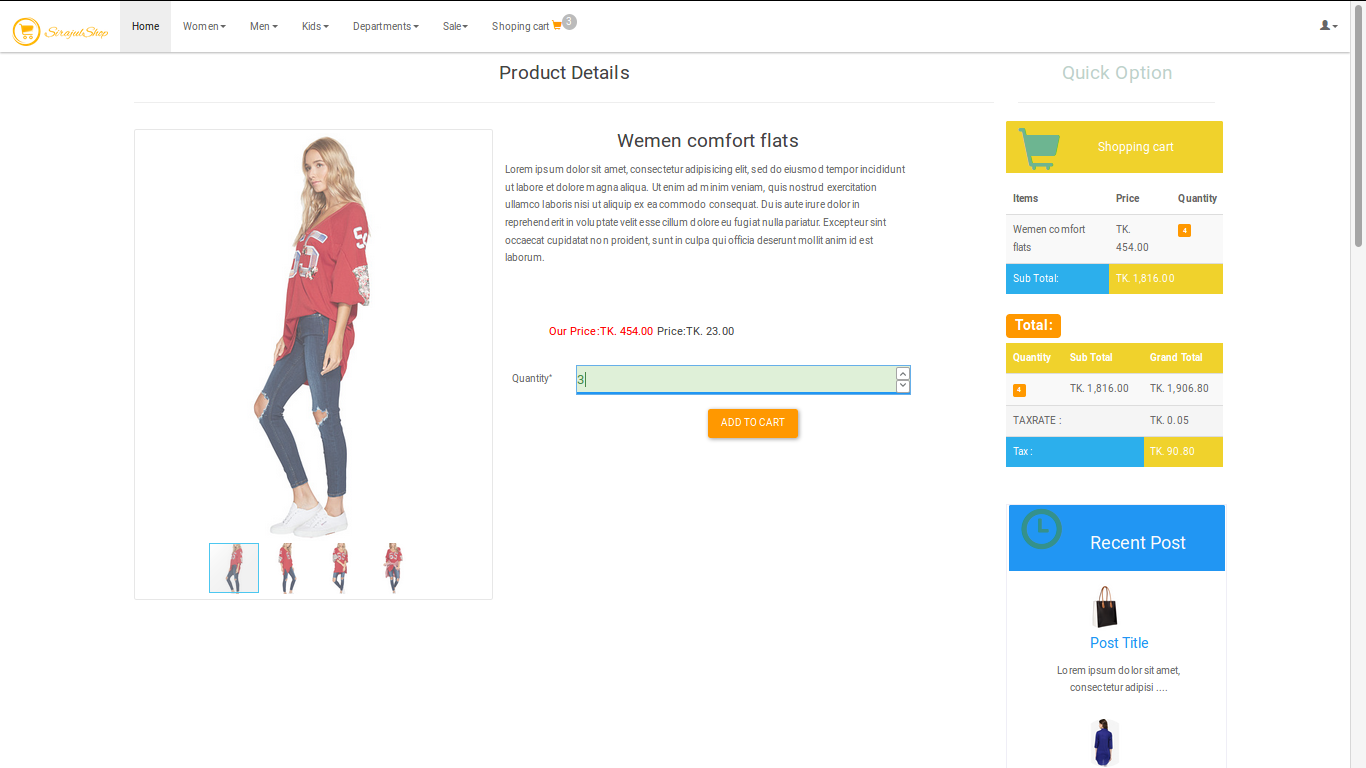 SirajulShop
Home
Women
Men
Kids
Departments
Sale
Shoping cart 3
Product Details
Wemen comfort flats
Lorem ipsum dolor sit amet, consectetur adipisicing elit, sed do eiusmod tempor incididunt
ut labore et dolore magna aliqua. Ut enim ad minim veniam, quis nostrud exercitation
ullamco laboris nisi ut aliquip ex ea commodo consequat. Duis aute irure dolor in
reprehenderit in voluptate velit esse cillum dolore eu fugiat nulla pariatur. Excepteur sint
occaecat cupidatat non proident, sunt in culpa qui officia deserunt mollit anim id est
laborum.
Our Price:TK. 454.00 Price:TK. 23.00
Quantity* 3
ADD TO CART
Quick Option
Shopping cart
Items Price Quantity
Wemen comfort TK. 4
flats 454.00
Sub Total: TK. 1,816.00
Total:
Quantity Sub Total Grand Total
4 TK. 1,816.00 TK. 1,906.80
TAXRATE : TK. 0.05
Tax : TK. 90.80
Recent Post
Post Title
Lorem ipsum dolor sit amet,
consectetur adipisi ....